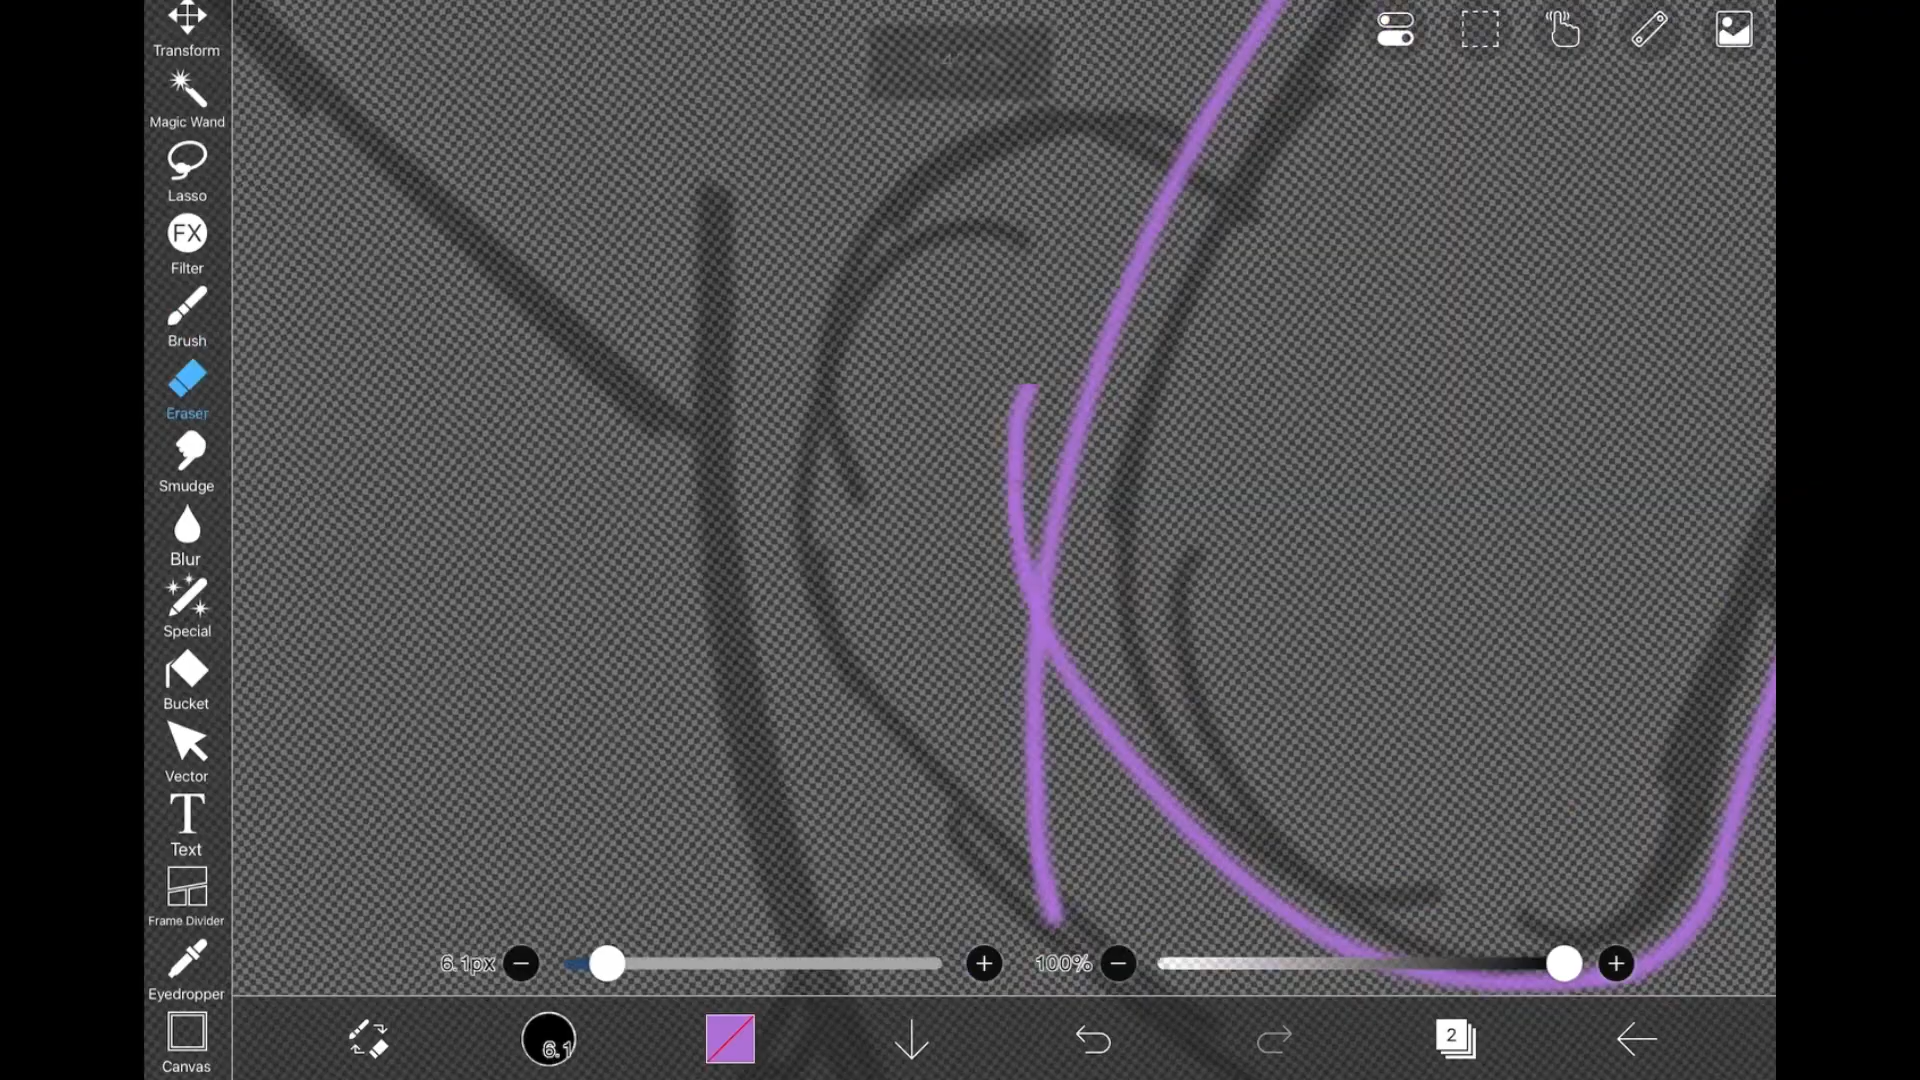 Transform
Magic Wand
Lasso
FX
Filter
Brush
Eraser
Smudge
Blur
Special
Bucket
Vector
T
Text
Frame Divider
Eyedropper
Canvas
6.1px
100%
6.1
2